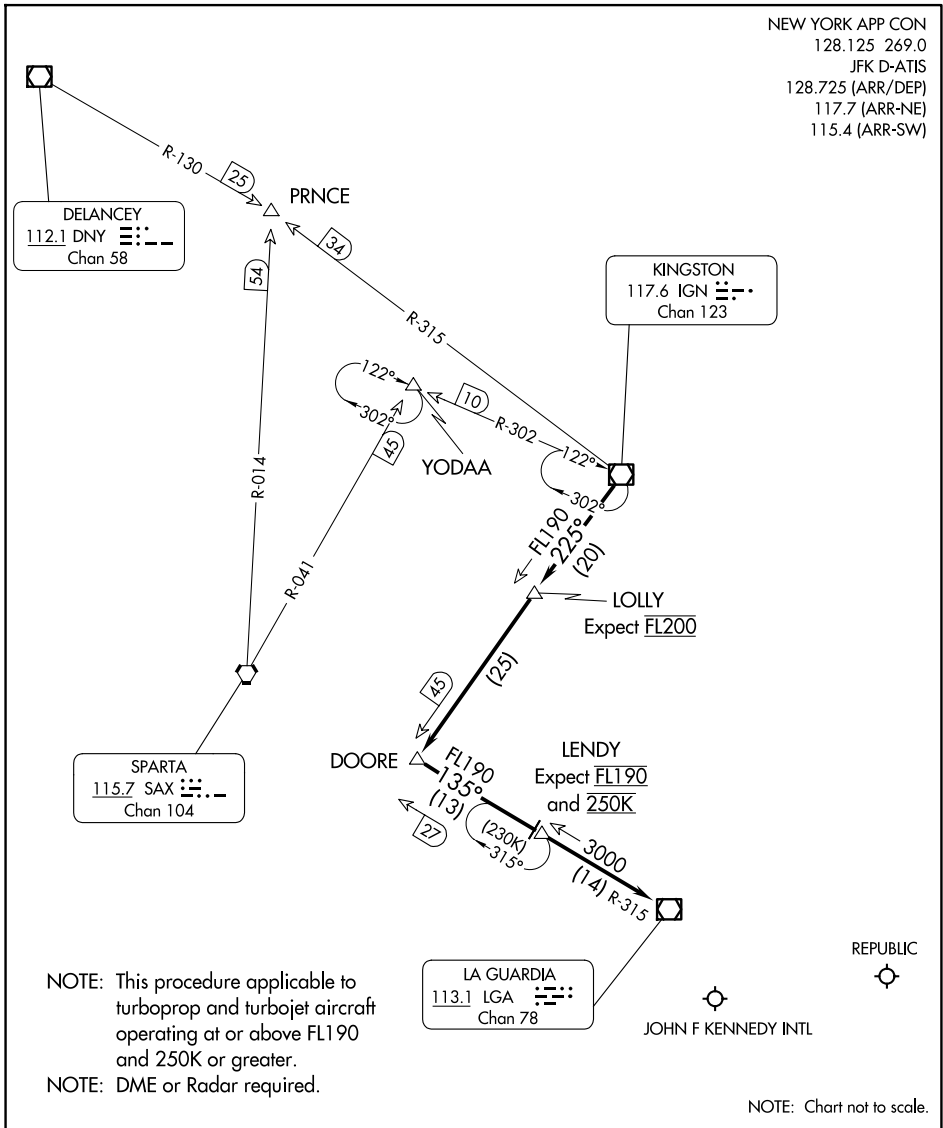 NEW YORK APP CON
128.125 269.0
JFK D-ATIS
128.725 (ARR/DEP)
117.7 (ARR-NE)
115.4 (ARR-SW)
R-130
25
PRNCE
DELANCEY
112.1 DNY
Chan 58
34
54
KINGSTON
117.6 IGN
Chan 123
R-315
122°
302°
10
R-302
122°
302°
45
YODAA
R-014
R-041
FL190
225°
(20)
LOLLY
Expect FL200
(25)
45
SPARTA
115.7 SAX
Chan 104
DOORE
FL190
135°
(13)
27
LENDY
Expect FL190
and 250K
(230K)
315°
3000
(14) R-315
LA GUARDIA
113.1 LGA
Chan 78
REPUBLIC
JOHN F KENNEDY INTL
NOTE: This procedure applicable to
turboprop and turbojet aircraft
operating at or above FL190
and 250K or greater.
NOTE: DME or Radar required.
NOTE: Chart not to scale.